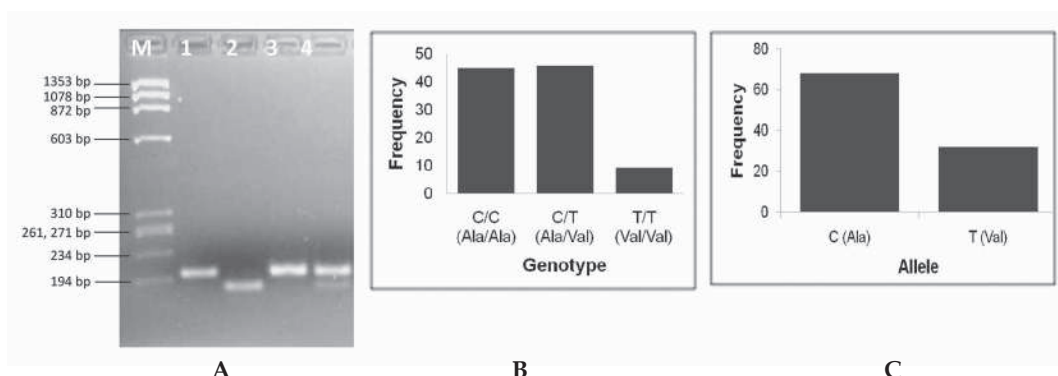 M 1 2 3 4
1353 bp
1078 bp
872 bp
603 bp
310 bp
261, 271 bp
234 bp
194 bp
A
50
40
30
20
10
0
Frequency
C/C C/T T/T
(Ala/Ala) (Ala/Val) (Val/Val)
Genotype
B
80
60
40
20
0
Frequency
C (Ala) T (Val)
Allele
C